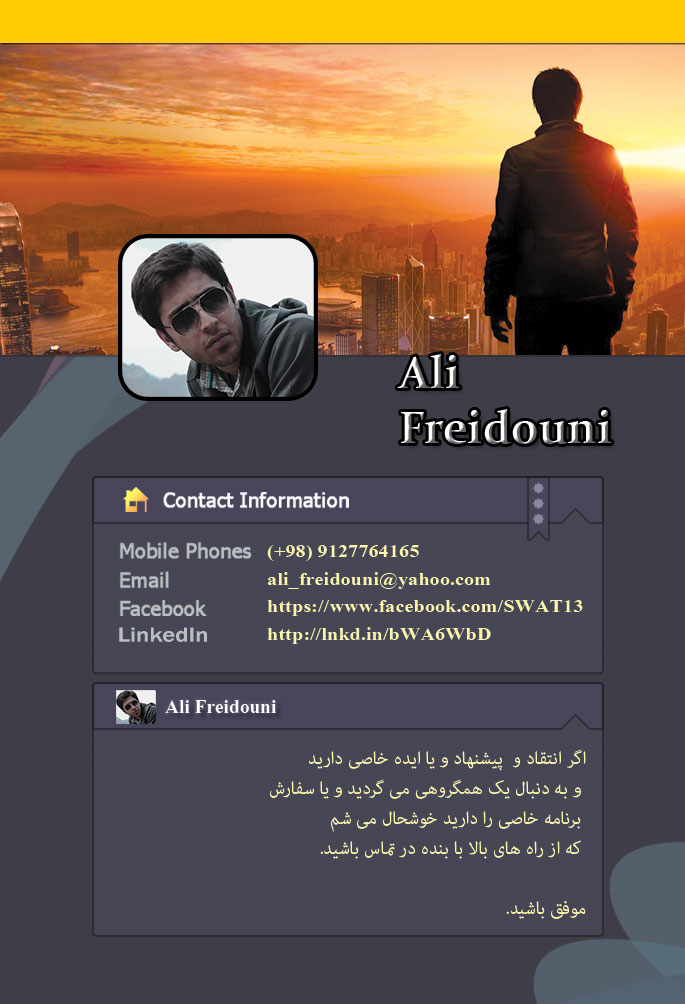 Ali
Freidouni
Contact Information
Mobile Phones (+98) 9127764165
Email ali_freidouni@yahoo.com
Facebook https://www.facebook.com/SWAT13
LinkedIn http://lnkd.in/bWA6WbD
Ali Freidouni
اگر انتقاد و پیشنهاد و یا ایده خاصی دارید
و به دنبال یک همگروهی می گردید و یا سفارش
برنامه خاصی را دارید خوشحال می شم
که از راه های بالا با بنده در تماس باشید.
موفق باشید.